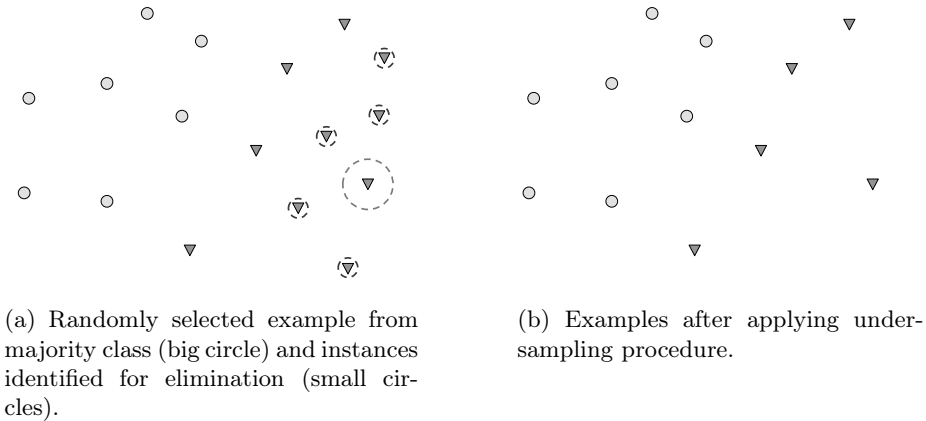 (a) Randomly selected example from
majority class (big circle) and instances
identified for elimination (small cir-
cles).
(b) Examples after applying under-
sampling procedure.